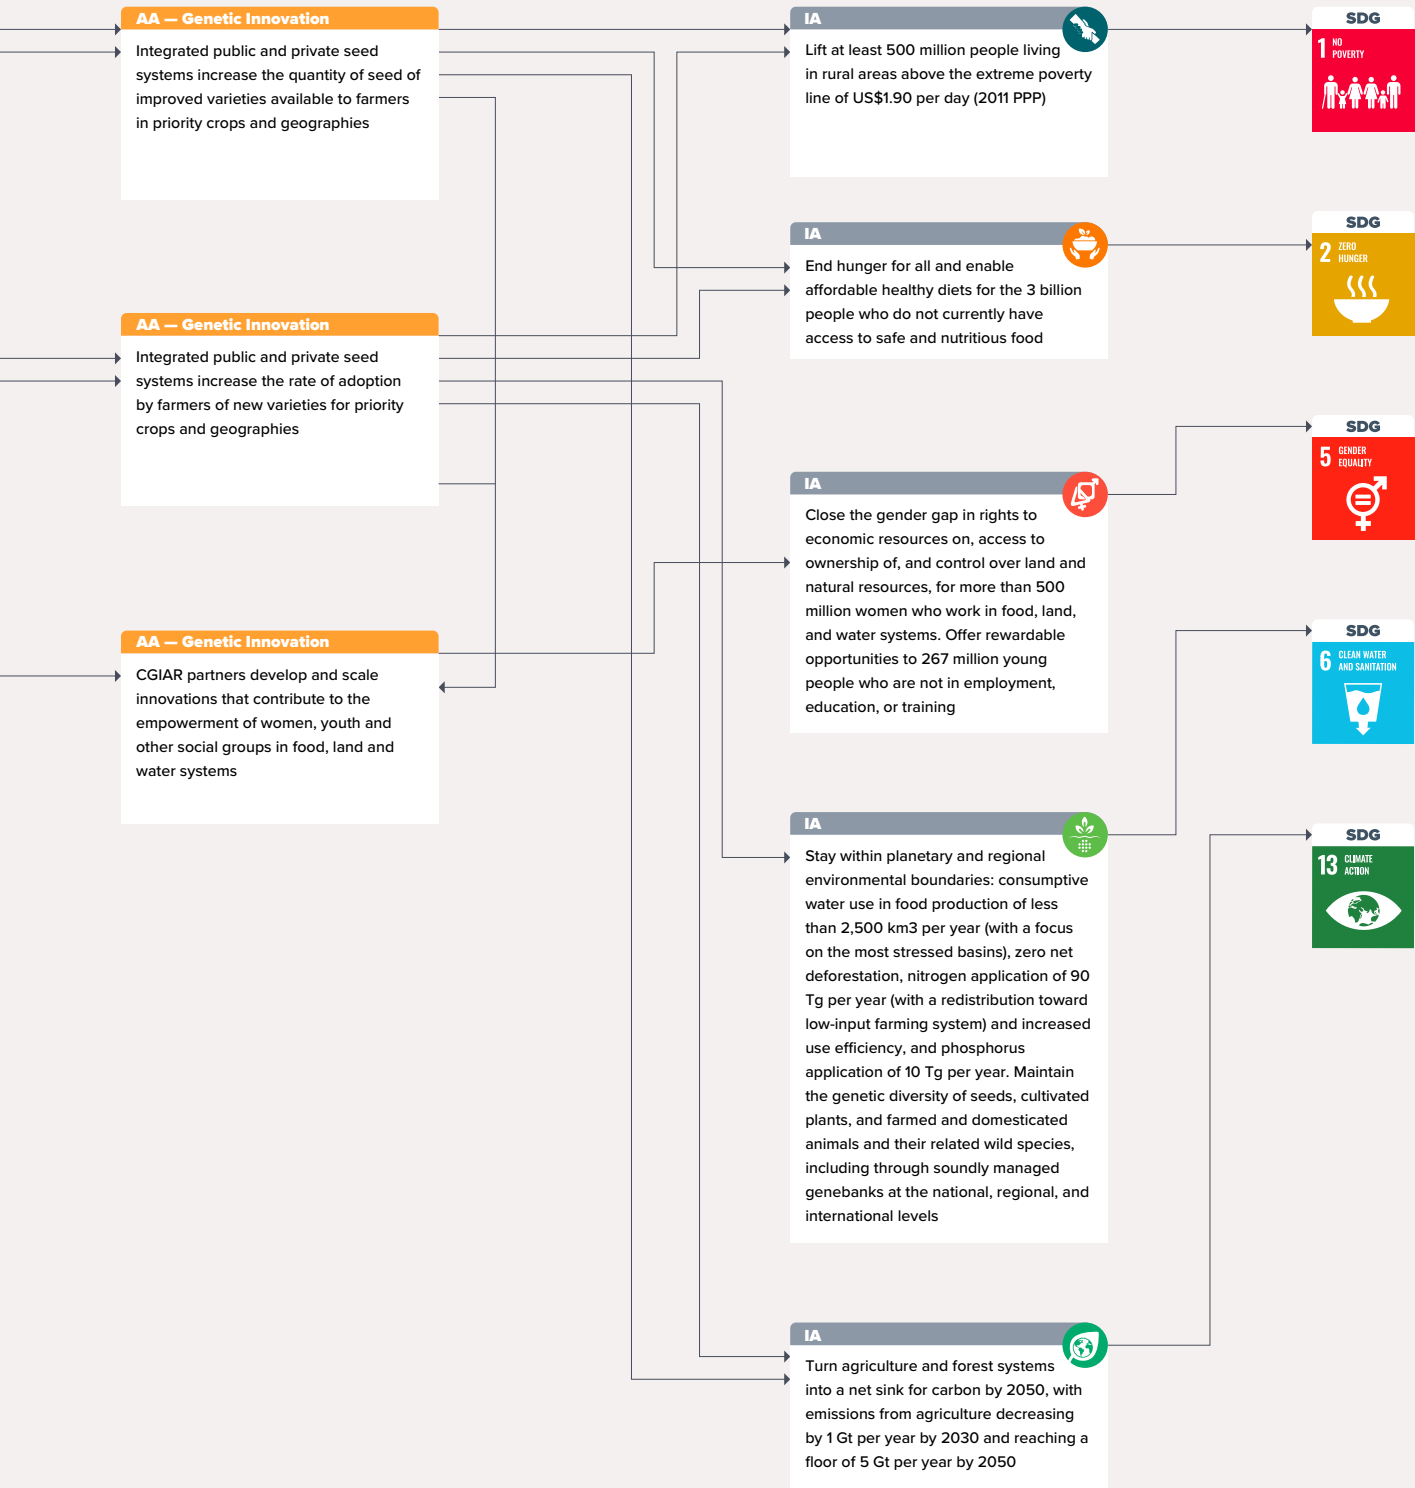 AA — Genetic Innovation
Integrated public and private seed
systems increase the quantity of seed of
improved varieties available to farmers
in priority crops and geographies
AA — Genetic Innovation
Integrated public and private seed
systems increase the rate of adoption
by farmers of new varieties for priority
crops and geographies
AA — Genetic Innovation
CGIAR partners develop and scale
innovations that contribute to the
empowerment of women, youth and
other social groups in food, land and
water systems
IA
Lift at least 500 million people living
in rural areas above the extreme poverty
line of US$1.90 per day (2011 PPP)
IA
End hunger for all and enable
affordable healthy diets for the 3 billion
people who do not currently have
access to safe and nutritious food
IA
Close the gender gap in rights to
economic resources on, access to
ownership of, and control over land and
natural resources, for more than 500
million women who work in food, land,
and water systems. Offer rewardable
opportunities to 267 million young
people who are not in employment,
education, or training
IA
Stay within planetary and regional
environmental boundaries: consumptive
water use in food production of less
than 2,500 km3 per year (with a focus
on the most stressed basins), zero net
deforestation, nitrogen application of 90
Tg per year (with a redistribution toward
low-input farming system) and increased
use efficiency, and phosphorus
application of 10 Tg per year. Maintain
the genetic diversity of seeds, cultivated
plants, and farmed and domesticated
animals and their related wild species,
including through soundly managed
genebanks at the national, regional, and
international levels
IA
Turn agriculture and forest systems
into a net sink for carbon by 2050, with
emissions from agriculture decreasing
by 1 Gt per year by 2030 and reaching a
floor of 5 Gt per year by 2050
SDG
1 NO
POVERTY
SDG
2 ZERO
HUNGER
SDG
5 GENDER
EQUALITY
SDG
6 CLEAN WATER
AND SANITATION
SDG
13 CLIMATE
ACTION